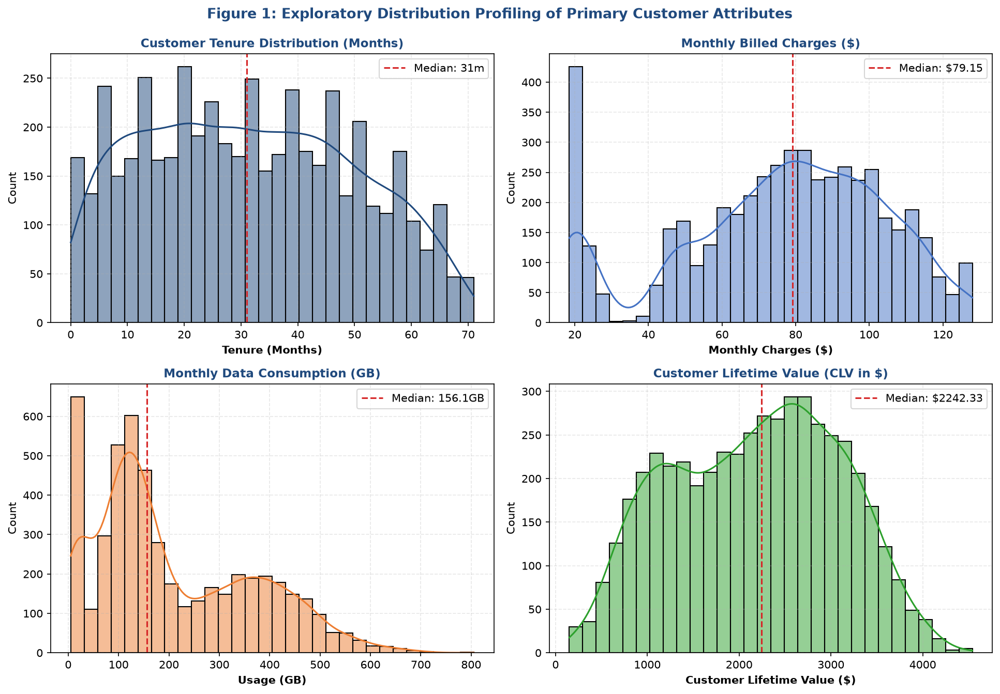 Figure 1: Exploratory Distribution Profiling of Primary Customer Attributes
Customer Tenure Distribution (Months)
Median: 31m
Count
250
200
150
100
50
0
0 10 20 30 40 50 60 70
Tenure (Months)
Monthly Billed Charges ($)
Median: $79.15
Count
400
350
300
250
200
150
100
50
0
20 40 60 80 100 120
Monthly Charges ($)
Monthly Data Consumption (GB)
Median: 156.1GB
Count
600
500
400
300
200
100
0
0 100 200 300 400 500 600 700 800
Usage (GB)
Customer Lifetime Value (CLV in $)
Median: $2242.33
Count
300
250
200
150
100
50
0
0 1000 2000 3000 4000
Customer Lifetime Value ($)